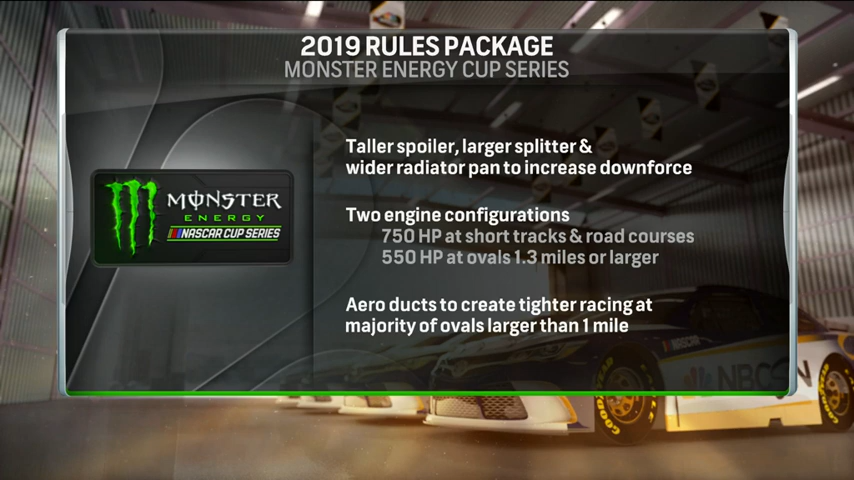 2019 RULES PACKAGE
MONSTER ENERGY CUP SERIES
Taller spoiler, larger splitter &
wider radiator pan to increase downforce
MONSTER
ENERGY
NASCAR CUP SERIES
Two engine configurations
750 HP at short tracks & road courses
550 HP at ovals 1.3 miles or larger
Aero ducts to create tighter racing at
majority of ovals larger than 1 mile
NASCAR
NBCSN
GOODYEAR
EAGLE
GOODYEAR